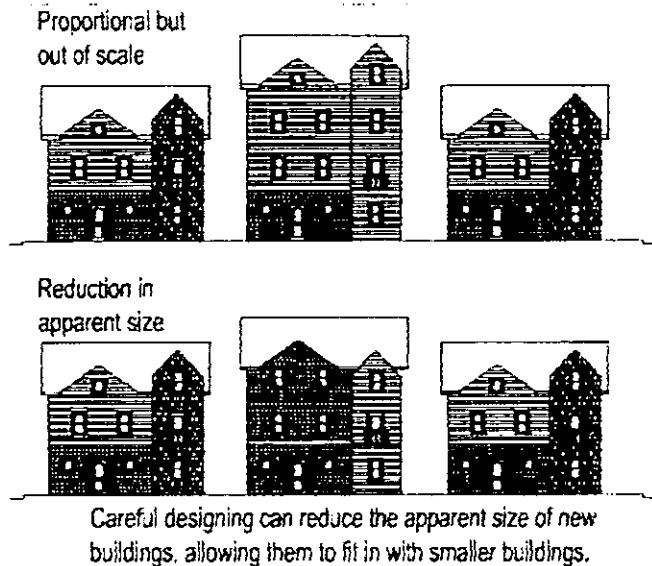 Proportional but
out of scale
Reduction in
apparent size
Careful designing can reduce the apparent size of new
buildings, allowing them to fit in with smaller buildings.